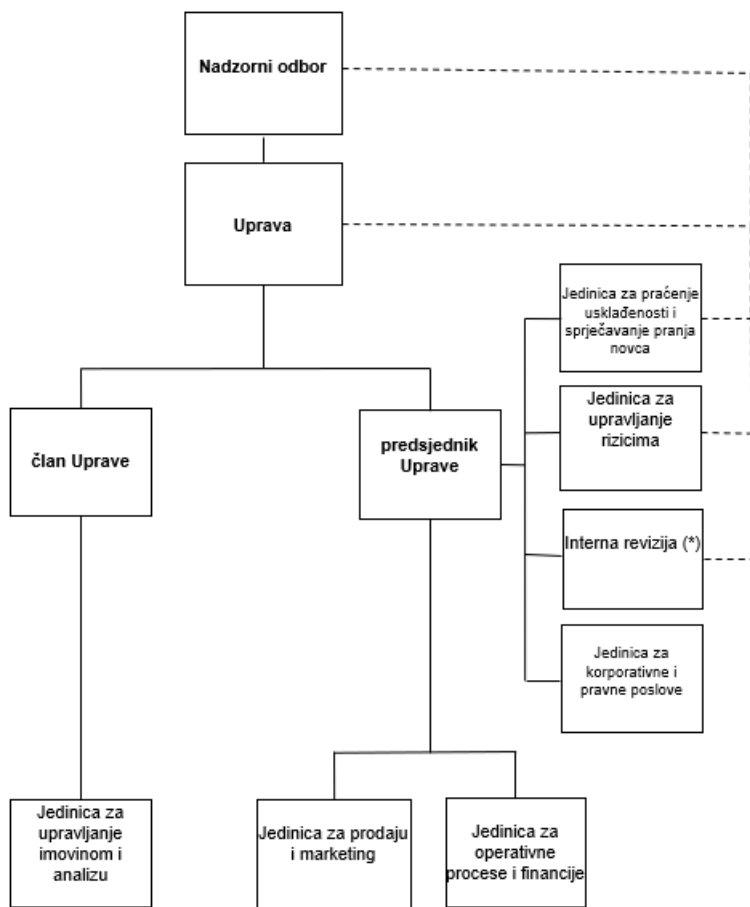 Nadzorni odbor
Uprava
Jedinica za praćenje
usklađenosti i
sprječavanje pranja
novca
Jedinica za
upravljanje
rizicima
član Uprave
predsjednik
Uprave
Interna revizija (*)
Jedinica za
korporativne i
pravne poslove
Jedinica za
upravljanje
imovinom i
analizu
Jedinica za prodaju
i marketing
Jedinica za
operativne
procese i financije